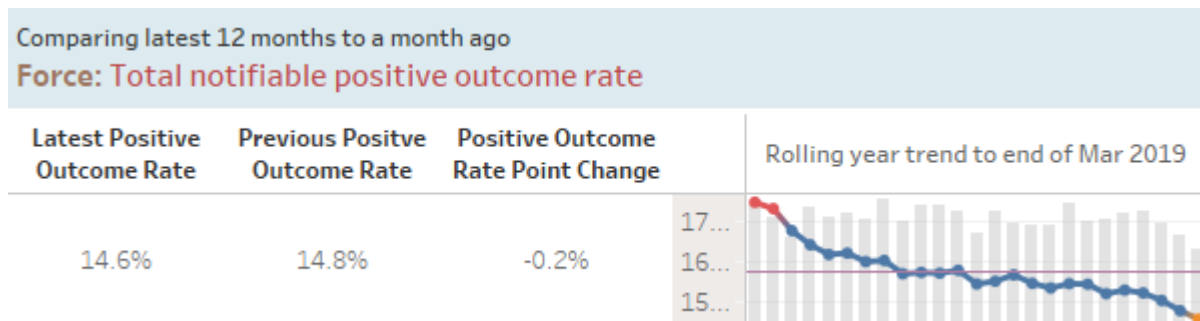 Comparing latest 12 months to a month ago
Force: Total notifiable positive outcome rate
Latest Positive Outcome Rate
Previous Positve Outcome Rate
Positive Outcome Rate Point Change
Rolling year trend to end of Mar 2019
14.6%
14.8%
-0.2%
17...
16...
15...